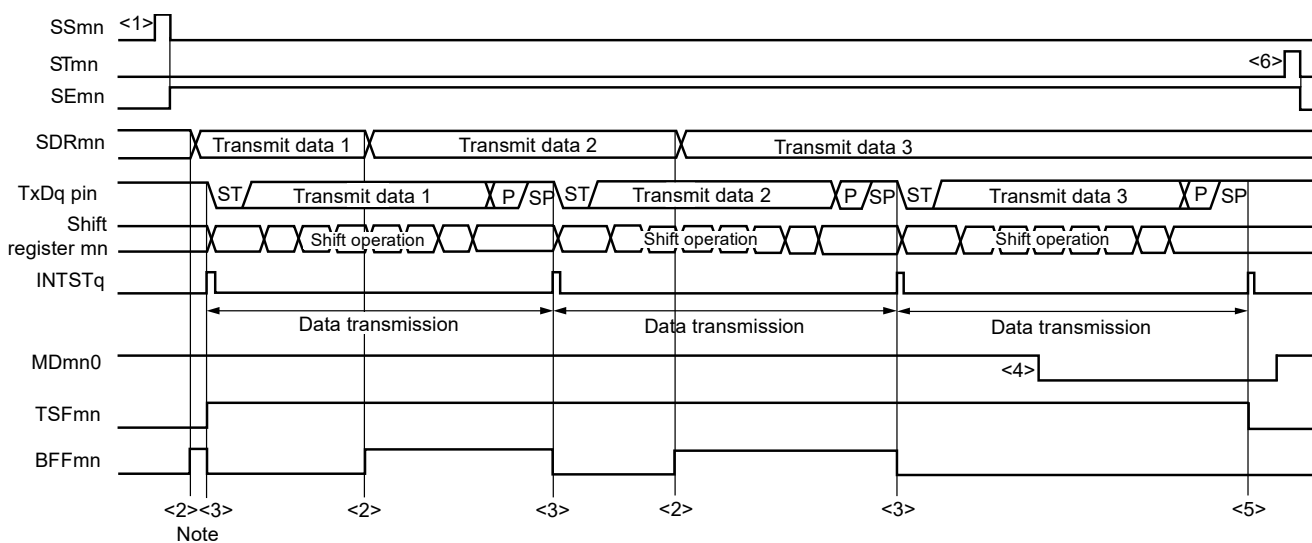 SSmn <1>
STmn <6>
SEmn
SDRmn Transmit data 1 Transmit data 2 Transmit data 3
TxDq pin ST Transmit data 1 P SP ST Transmit data 2 P SP ST Transmit data 3 P SP
Shift
register mn Shift operation Shift operation Shift operation
INTSTq
Data transmission Data transmission Data transmission
MDmn0 <4>
TSFmn
BFFmn
<2> <3> <2> <3> <2> <3> <5>
Note